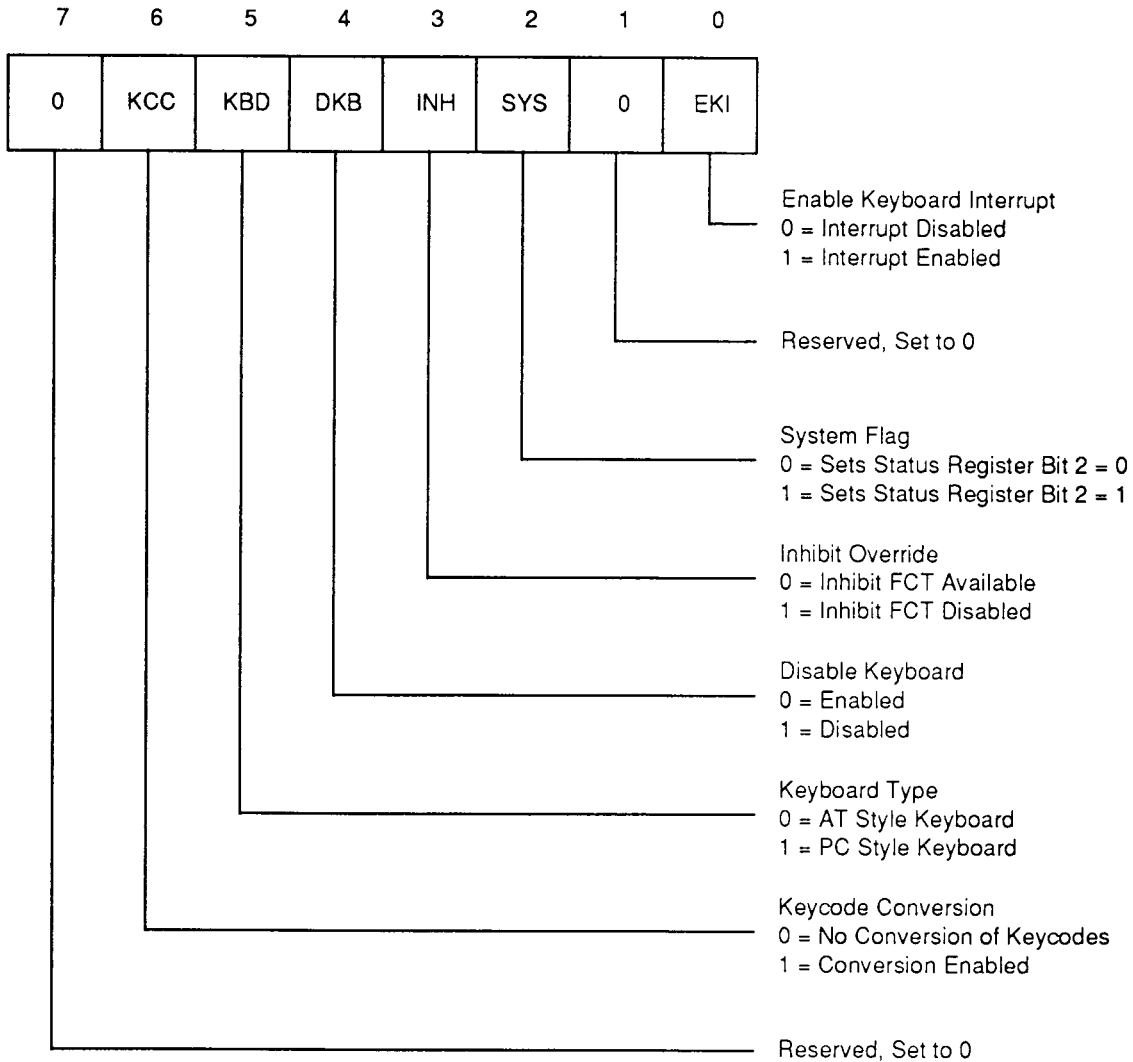 7 6 5 4 3 2 1 0
0 KCC KBD DKB INH SYS 0 EKI
Enable Keyboard Interrupt
0 = Interrupt Disabled
1 = Interrupt Enabled
Reserved, Set to 0
System Flag
0 = Sets Status Register Bit 2 = 0
1 = Sets Status Register Bit 2 = 1
Inhibit Override
0 = Inhibit FCT Available
1 = Inhibit FCT Disabled
Disable Keyboard
0 = Enabled
1 = Disabled
Keyboard Type
0 = AT Style Keyboard
1 = PC Style Keyboard
Keycode Conversion
0 = No Conversion of Keycodes
1 = Conversion Enabled
Reserved, Set to 0